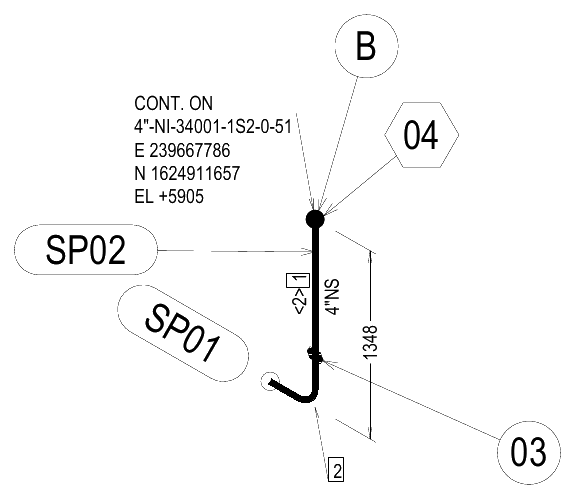 B
CONT. ON
4"-NI-34001-1S2-0-51
E 239667786
N 1624911657
EL +5905
04
SP02
<2> 1
4"NS
SP01
1348
03
2